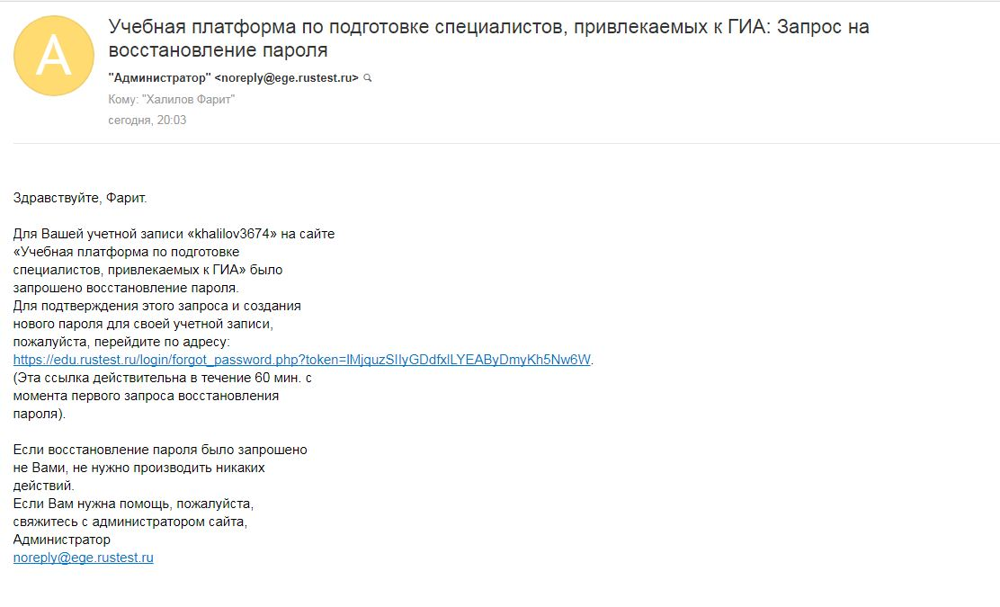 A
Учебная платформа по подготовке специалистов, привлекаемых к ГИА: Запрос на
восстановление пароля
"Администратор" <noreply@ege.rustest.ru>
Кому: "Халилов Фарит"
сегодня, 20:03
Здравствуйте, Фарит.
Для Вашей учетной записи «khalilov3674» на сайте
«Учебная платформа по подготовке
специалистов, привлекаемых к ГИА» было
запрошено восстановление пароля.
Для подтверждения этого запроса и создания
нового пароля для своей учетной записи,
пожалуйста, перейдите по адресу:
https://edu.rustest.ru/login/forgot_password.php?token=IMjquzSIIyGDdfxlLYEAByDmyKh5Nw6W.
(Эта ссылка действительна в течение 60 мин. с
момента первого запроса восстановления
пароля).
Если восстановление пароля было запрошено
не Вами, не нужно производить никаких
действий.
Если Вам нужна помощь, пожалуйста,
свяжитесь с администратором сайта,
Администратор
noreply@ege.rustest.ru